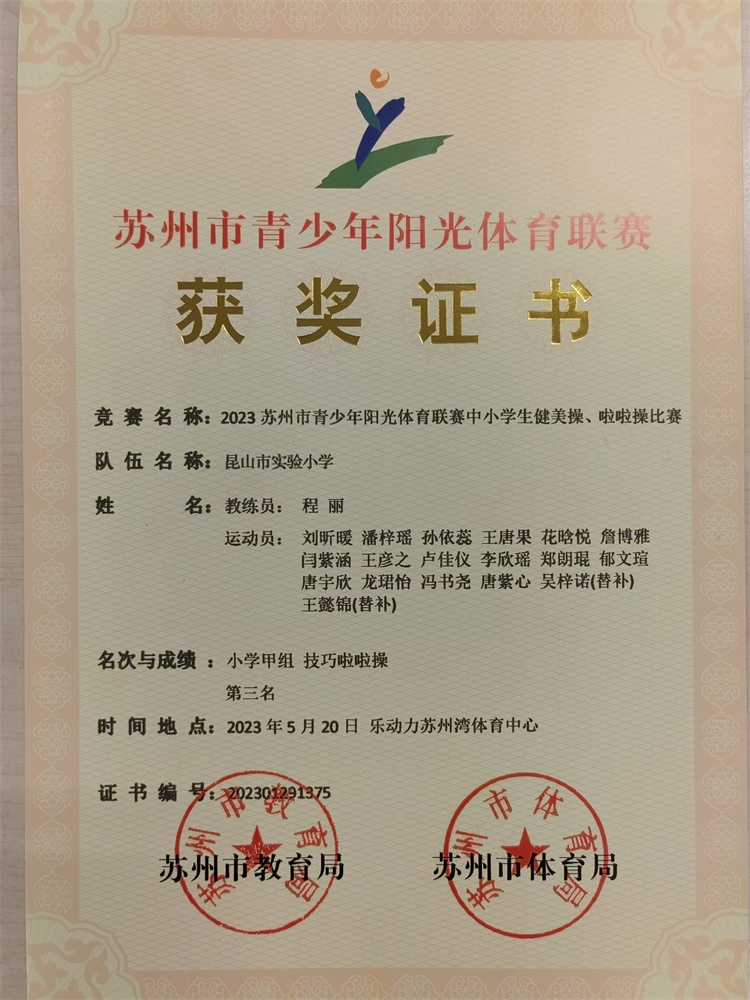 苏州市青少年阳光体育联赛
获奖证书
竞赛名称：2023 苏州市青少年阳光体育联赛中小学生健美操、啦啦操比赛
队伍名称：昆山市实验小学
姓名：教练员：程 丽
运动员：刘昕暖 潘梓瑶 孙依蕊 王唐果 花晗悦 詹博雅
闫紫涵 王彦之 卢佳仪 李欣瑶 郑朗琨 郁文瑄
唐宇欣 龙珺怡 冯书尧 唐紫心 吴梓诺(替补)
王懿锦(替补)
名次与成绩：小学甲组 技巧啦啦操
第三名
时间地点：2023 年 5 月 20 日 乐动力苏州湾体育中心
证书编号：202301291375
苏州市教育局
苏州市体育局
苏州市教育局
苏州市体育局